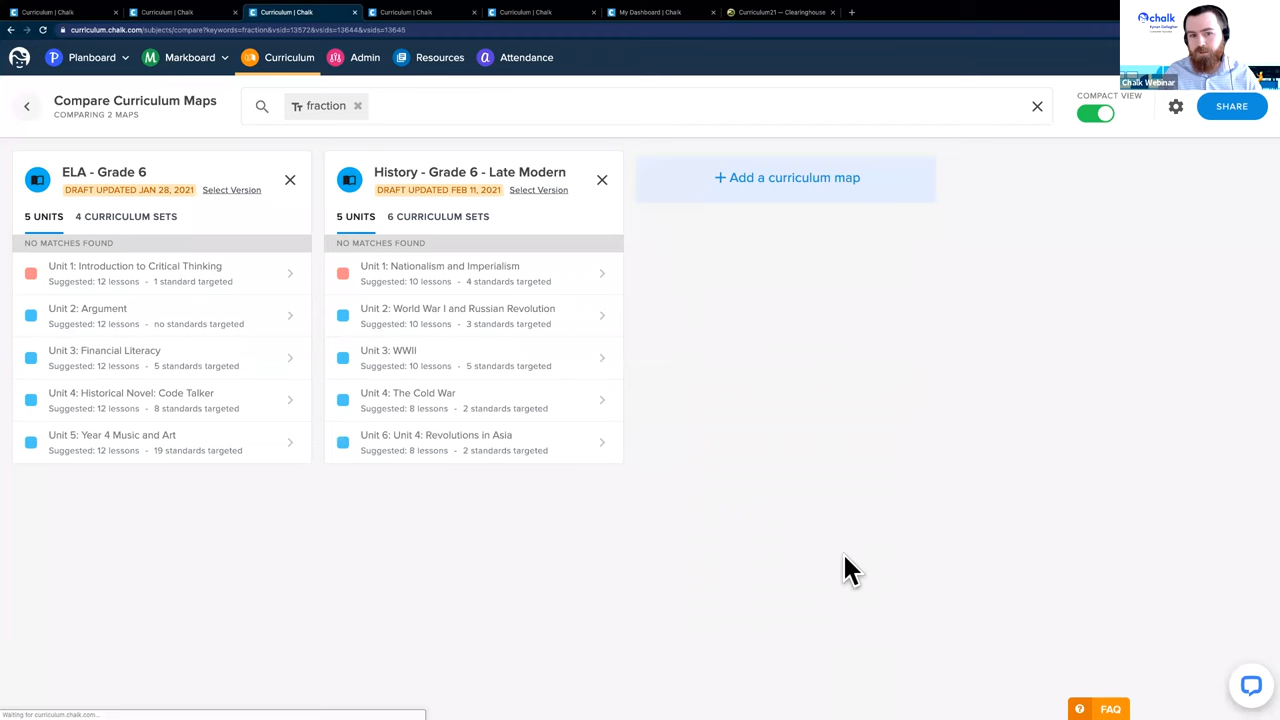 Curriculum | Chalk
Curriculum | Chalk
Curriculum | Chalk
Curriculum | Chalk
Curriculum | Chalk
My Dashboard | Chalk
Curriculum21 — Clearinghouse
curriculum.chalk.com/subjects/compare?keywords=fraction&vsid=13572&vsids=13644&vsids=13645
Planboard
Markboard
Curriculum
Admin
Resources
Attendance
chalk
Chalk Webinar
Compare Curriculum Maps
COMPARING 2 MAPS
Tt fraction
COMPACT VIEW
SHARE
ELA - Grade 6
DRAFT UPDATED JAN 28, 2021 Select Version
5 UNITS 4 CURRICULUM SETS
NO MATCHES FOUND
Unit 1: Introduction to Critical Thinking
Suggested: 12 lessons - 1 standard targeted
Unit 2: Argument
Suggested: 12 lessons - no standards targeted
Unit 3: Financial Literacy
Suggested: 12 lessons - 5 standards targeted
Unit 4: Historical Novel: Code Talker
Suggested: 12 lessons - 8 standards targeted
Unit 5: Year 4 Music and Art
Suggested: 12 lessons - 19 standards targeted
History - Grade 6 - Late Modern
DRAFT UPDATED FEB 11, 2021 Select Version
5 UNITS 6 CURRICULUM SETS
NO MATCHES FOUND
Unit 1: Nationalism and Imperialism
Suggested: 10 lessons - 4 standards targeted
Unit 2: World War I and Russian Revolution
Suggested: 10 lessons - 3 standards targeted
Unit 3: WWII
Suggested: 10 lessons - 5 standards targeted
Unit 4: The Cold War
Suggested: 8 lessons - 2 standards targeted
Unit 6: Unit 4: Revolutions in Asia
Suggested: 8 lessons - 2 standards targeted
+ Add a curriculum map
Waiting for curriculum.chalk.com...
FAQ